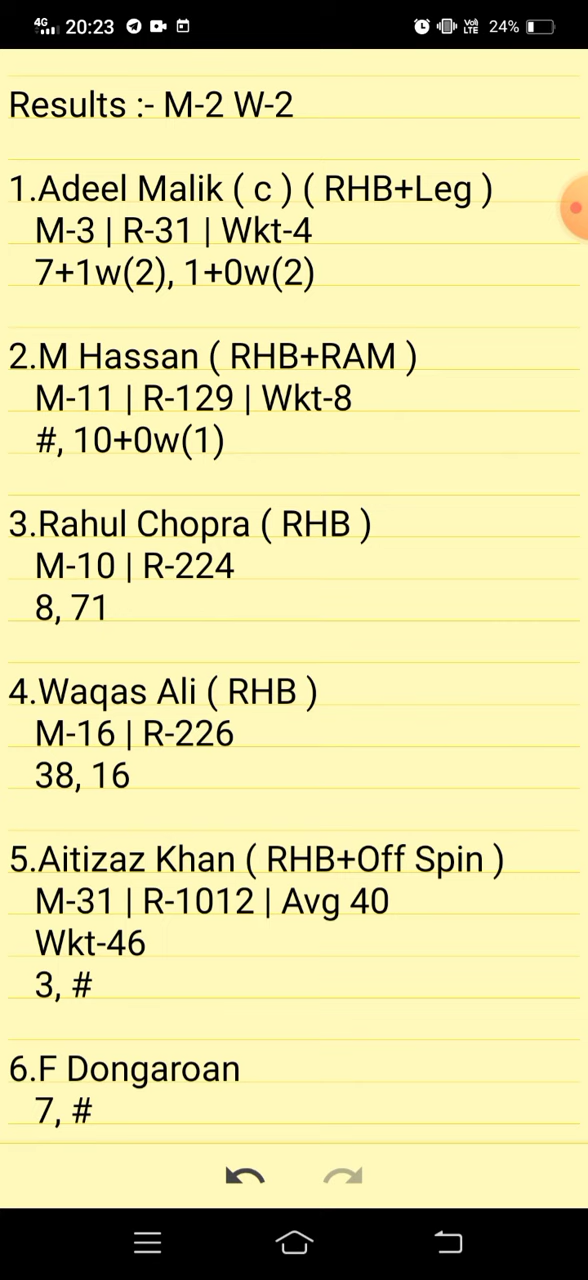 4G 20:23 VoLTE 24%
Results :- M-2 W-2
1.Adeel Malik ( c ) ( RHB+Leg )
M-3 | R-31 | Wkt-4
7+1w(2), 1+0w(2)
2.M Hassan ( RHB+RAM )
M-11 | R-129 | Wkt-8
#, 10+0w(1)
3.Rahul Chopra ( RHB )
M-10 | R-224
8, 71
4.Waqas Ali ( RHB )
M-16 | R-226
38, 16
5.Aitizaz Khan ( RHB+Off Spin )
M-31 | R-1012 | Avg 40
Wkt-46
3, #
6.F Dongaroan
7, #